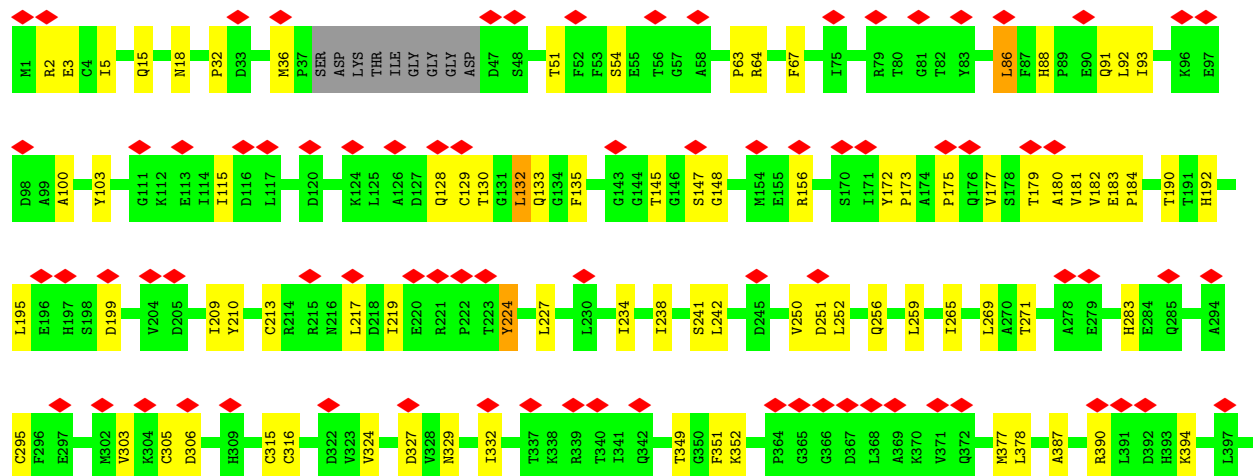 M1 R2 E3 C4 I5 Q15 N18 P32 D33 M36 P37 SER ASP LYS THR ILE GLY GLY GLY ASP D47 S48 T51 F52 F53 S54 E55 T56 G57 A58 P63 R64 F67 I75 R79 T80 G81 T82 Y83 L86 F87 H88 P89 E90 Q91 L92 I93 K96 E97
D98 A99 A100 Y103 G111 K112 E113 I114 I115 D116 L117 D120 K124 L125 A126 D127 Q128 C129 T130 G131 L132 Q133 G134 F135 G143 G144 T145 G146 S147 G148 M154 E155 R156 S170 I171 Y172 P173 A174 P175 Q176 V177 S178 T179 A180 V181 V182 E183 P184 T190 T191 H192
L195 E196 H197 S198 D199 V204 D205 I209 Y210 C213 R214 R215 N216 L217 D218 I219 E220 R221 P222 T223 Y224 L227 L230 I234 I238 S241 L242 D245 V250 D251 L252 Q256 L259 I265 L269 A270 T271 A278 E279 H283 E284 Q285 A294
C295 F296 E297 M302 V303 K304 C305 D306 H309 C315 C316 D322 V323 V324 D327 V328 N329 I332 T337 K338 R339 T340 I341 Q342 T349 G350 F351 K352 P364 G365 G366 D367 L368 A369 K370 V371 Q372 M377 L378 A387 R390 L391 D392 H393 K394 L397